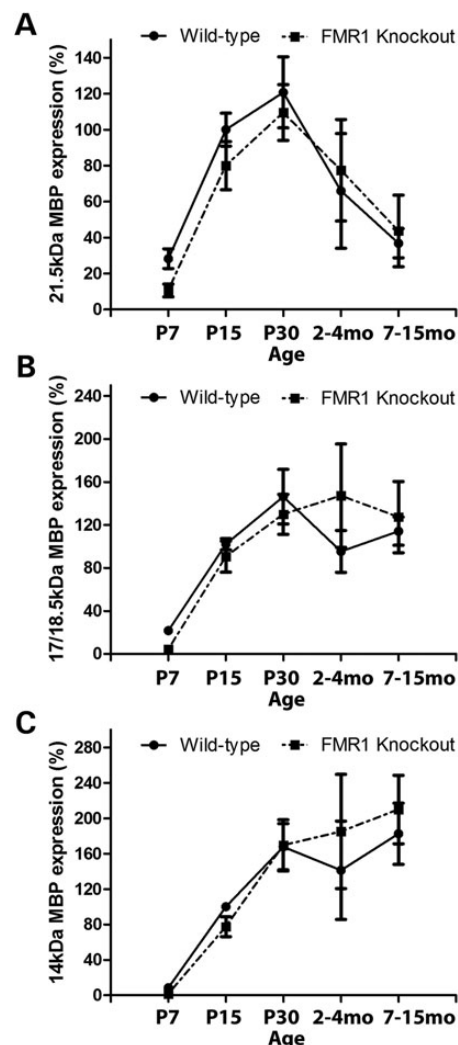 A
Wild-type FMR1 Knockout
21.5kDa MBP expression (%)
140
120
100
80
60
40
20
0
P7 P15 P30 2-4mo 7-15mo
Age
B
Wild-type FMR1 Knockout
17/18.5kDa MBP expression (%)
240
200
160
120
80
40
0
P7 P15 P30 2-4mo 7-15mo
Age
C
Wild-type FMR1 Knockout
14kDa MBP expression (%)
280
240
200
160
120
80
40
0
P7 P15 P30 2-4mo 7-15mo
Age